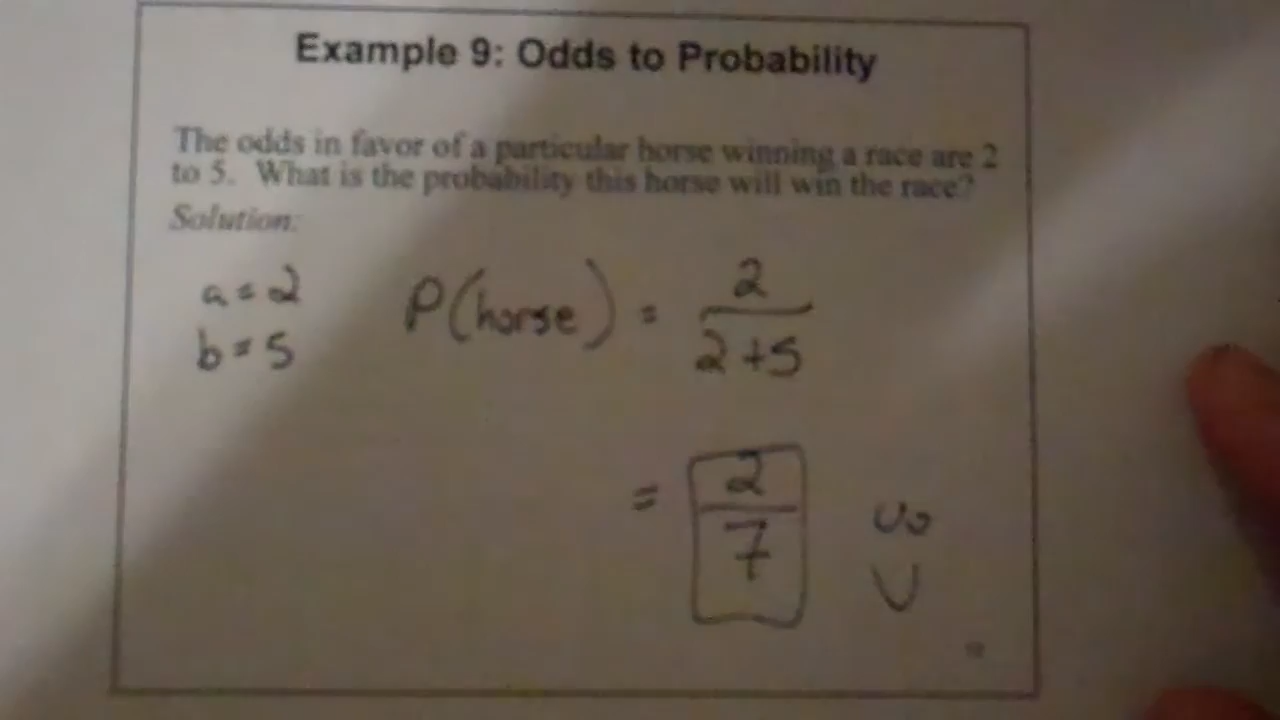 Example 9: Odds to Probability
The odds in favor of a particular horse winning a race are 2
to 5. What is the probability this horse will win the race?
Solution:
a = 2
b = 5
P(horse) = 2/(2+5)
= 2/7